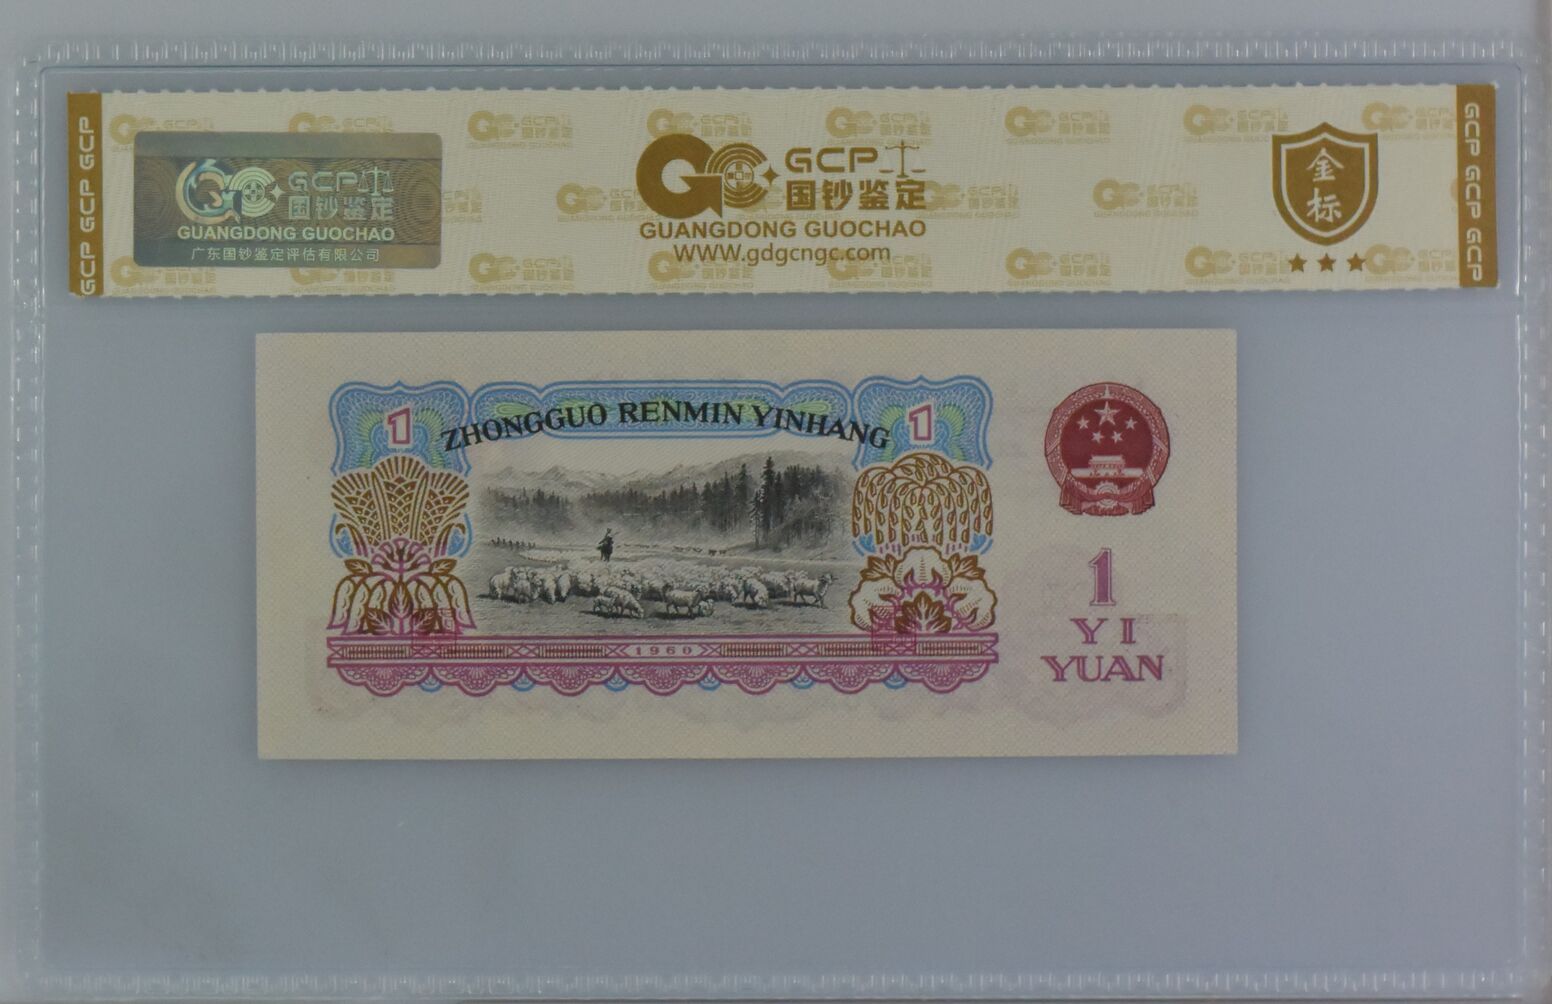 GCP GCP GCP
GCP
国钞鉴定
GUANGDONG GUOCHAO
广东国钞鉴定评估有限公司
GCP
国钞鉴定
GUANGDONG GUOCHAO
WWW.gdgcngc.com
金
标
GCP GCP GCP
ZHONGGUO RENMIN YINHANG
1
1
1
YI
YUAN
1960